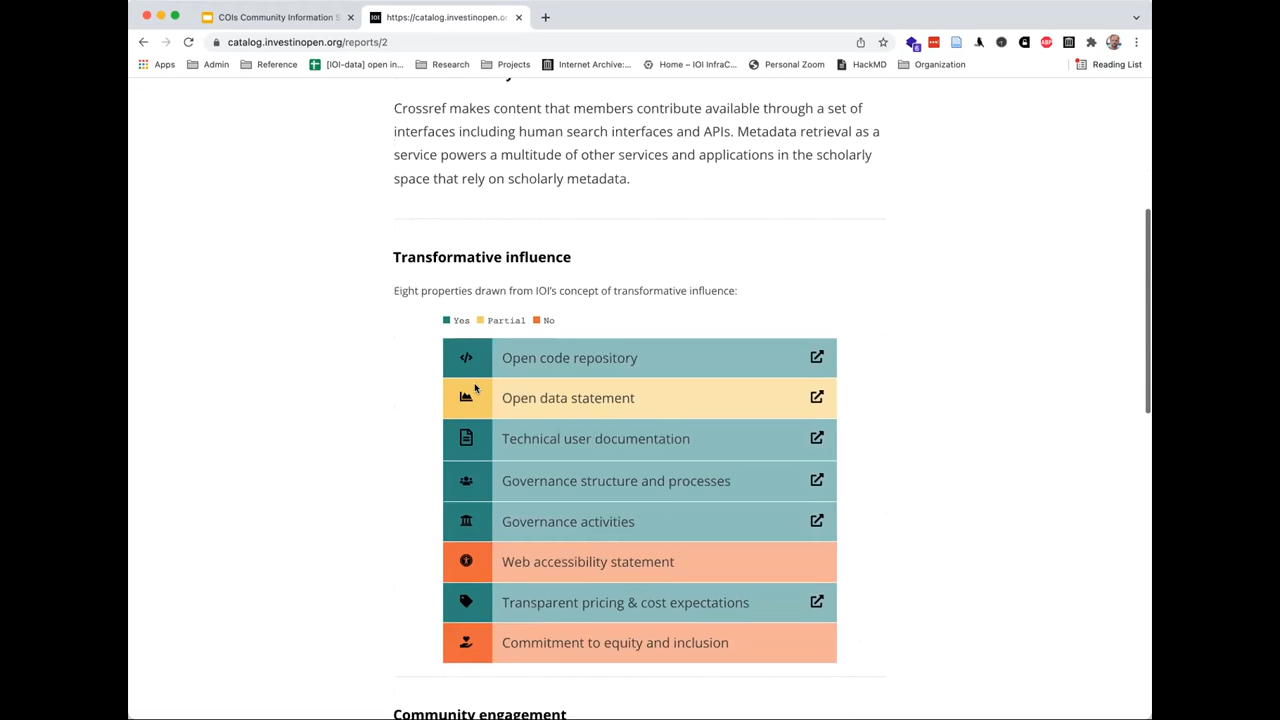 COIs Community Information S
IOI
https://catalog.investinopen.or
catalog.investinopen.org/reports/2
Apps
Admin
Reference
[IOI-data] open in...
Research
Projects
Internet Archive:...
Home – IOI InfraC...
Personal Zoom
HackMD
Organization
Reading List
Crossref makes content that members contribute available through a set of
interfaces including human search interfaces and APIs. Metadata retrieval as a
service powers a multitude of other services and applications in the scholarly
space that rely on scholarly metadata.
Transformative influence
Eight properties drawn from IOI's concept of transformative influence:
Yes Partial No
Open code repository
Open data statement
Technical user documentation
Governance structure and processes
Governance activities
Web accessibility statement
Transparent pricing & cost expectations
Commitment to equity and inclusion
Community engagement